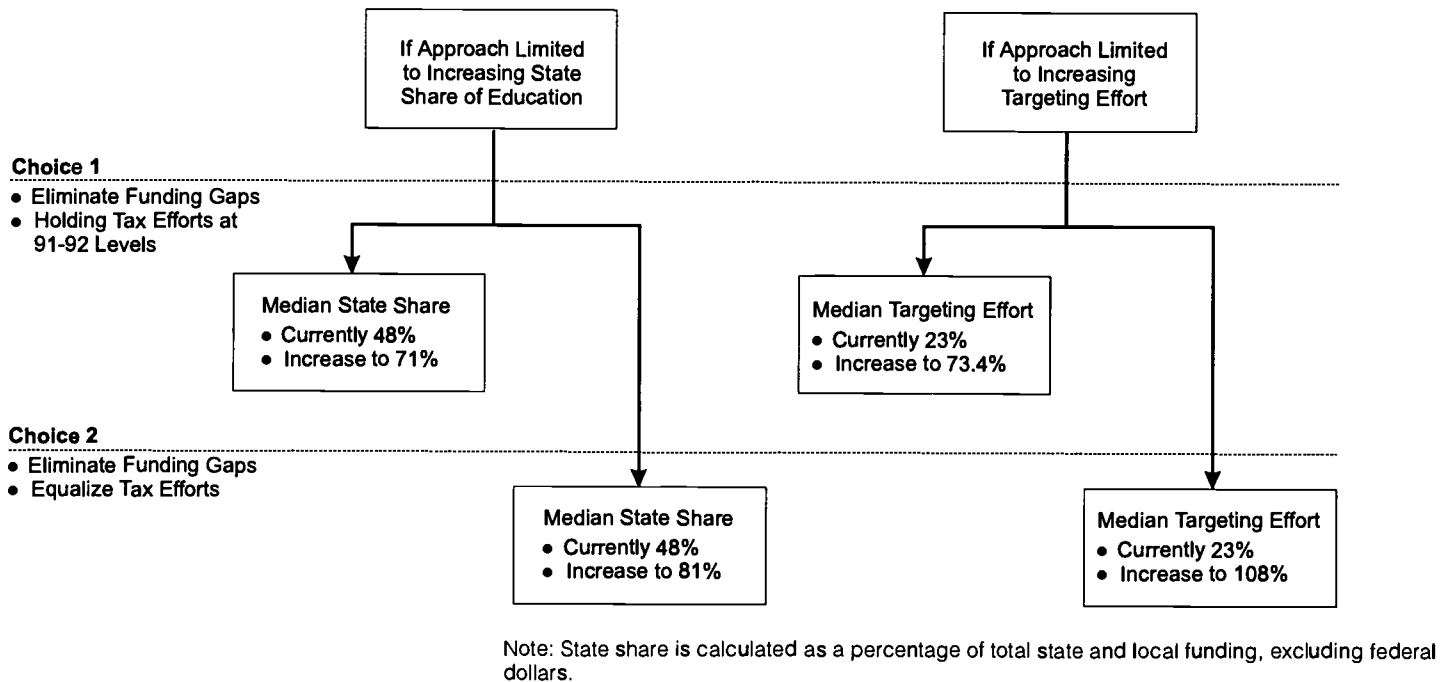 If Approach Limited
to Increasing State
Share of Education
If Approach Limited
to Increasing
Targeting Effort
Choice 1
● Eliminate Funding Gaps
● Holding Tax Efforts at
91-92 Levels
Median State Share
● Currently 48%
● Increase to 71%
Median Targeting Effort
● Currently 23%
● Increase to 73.4%
Choice 2
● Eliminate Funding Gaps
● Equalize Tax Efforts
Median State Share
● Currently 48%
● Increase to 81%
Median Targeting Effort
● Currently 23%
● Increase to 108%
Note: State share is calculated as a percentage of total state and local funding, excluding federal
dollars.